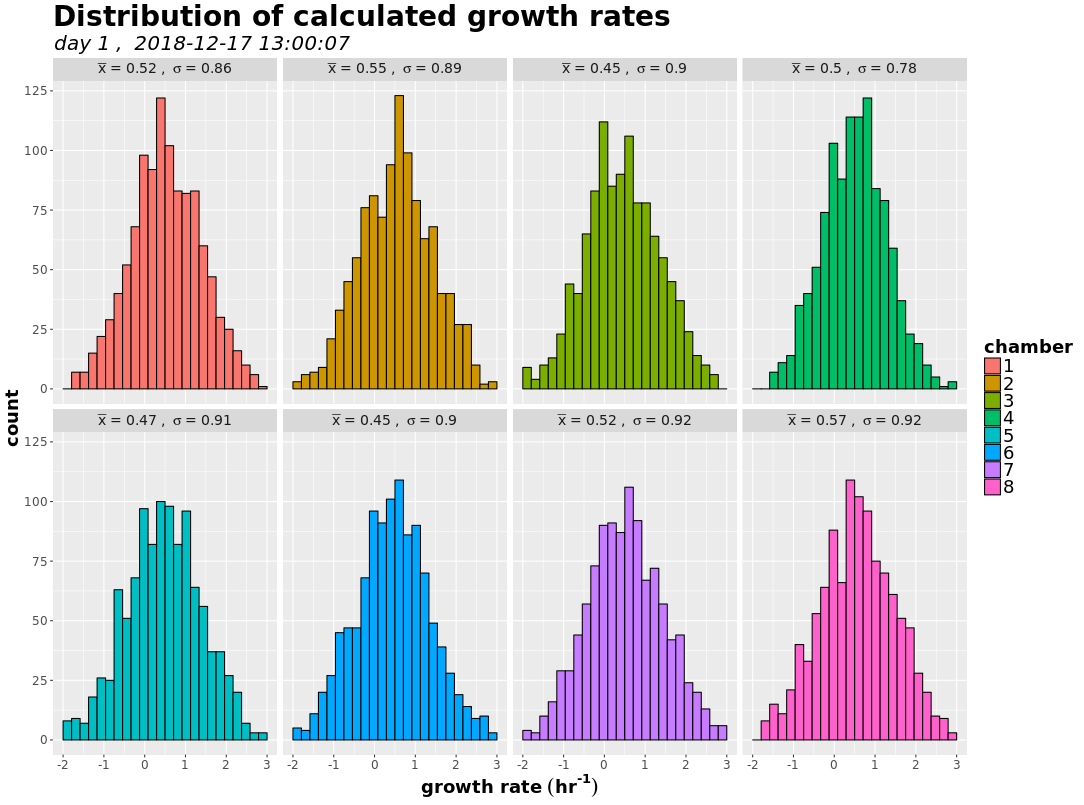 Distribution of calculated growth rates
day 1 ,  2018-12-17 13:00:07
x̅ = 0.52 ,  σ = 0.86
x̅ = 0.55 ,  σ = 0.89
x̅ = 0.45 ,  σ = 0.9
x̅ = 0.5 ,  σ = 0.78
125
100
75
50
25
0
x̅ = 0.47 ,  σ = 0.91
x̅ = 0.45 ,  σ = 0.9
x̅ = 0.52 ,  σ = 0.92
x̅ = 0.57 ,  σ = 0.92
125
100
75
50
25
0
-2 -1 0 1 2 3
-2 -1 0 1 2 3
-2 -1 0 1 2 3
-2 -1 0 1 2 3
count
growth rate (hr⁻¹)
chamber
1
2
3
4
5
6
7
8